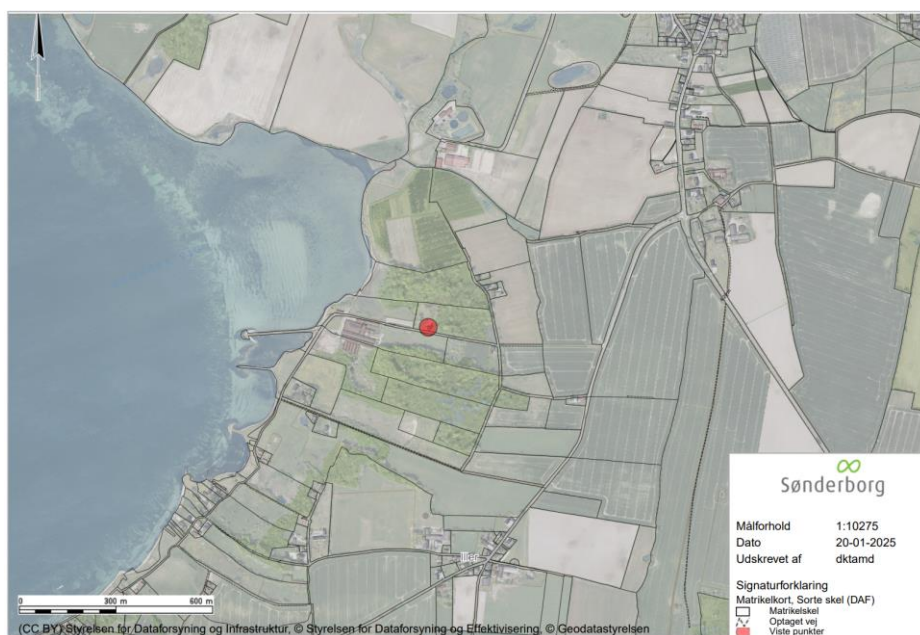 Sønderborg
Målforhold 1:10275
Dato 20-01-2025
Udskrevet af dktamd
Signaturforklaring
Matrikelkort, Sorte skel (DAF)
Matrikelskel
Optaget vej
Viste punkter
Iller
0 300 m 600 m
(CC BY) Styrelsen for Dataforsyning og Infrastruktur, © Styrelsen for Dataforsyning og Effektivisering, © Geodatastyrelsen